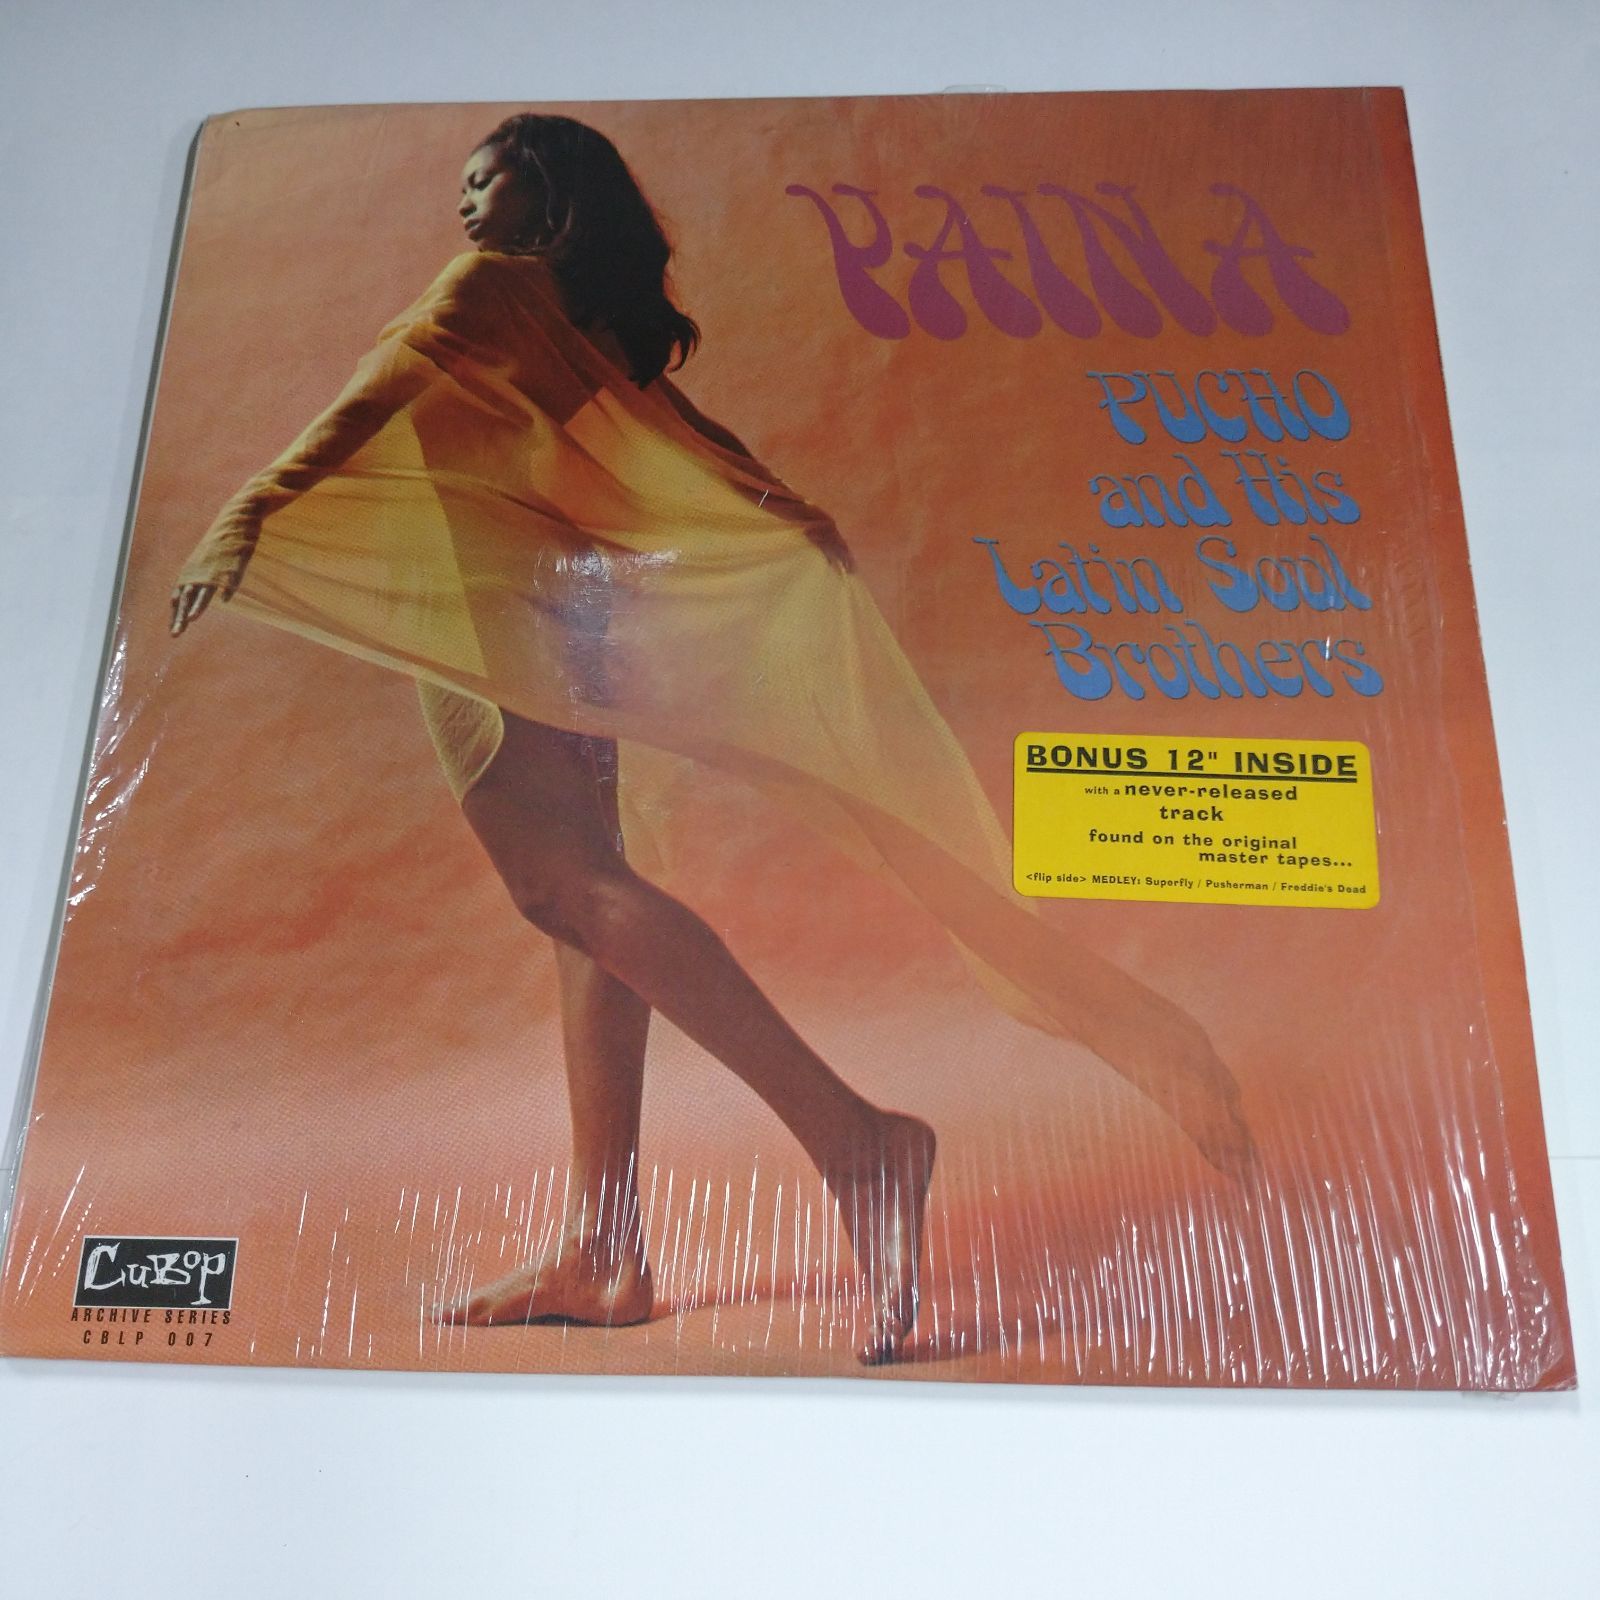 YAINA
PUCHO
and His
Latin Soul
Brothers
BONUS 12" INSIDE
with a never-released
track
found on the original
master tapes...
<flip side> MEDLEY: Superfly / Pusherman / Freddie's Dead
CuBop
ARCHIVE SERIES
CBLP 007